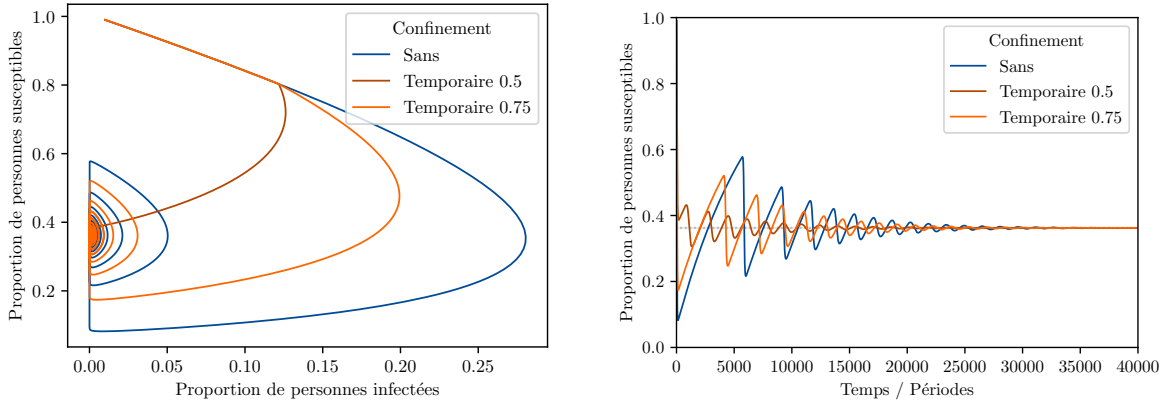 1.0
0.8
0.6
0.4
0.2
0.00
0.05
0.10
0.15
0.20
0.25
Proportion de personnes susceptibles
Proportion de personnes infectées
Confinement
Sans
Temporaire 0.5
Temporaire 0.75
1.0
0.8
0.6
0.4
0.2
0.0
0
5000
10000
15000
20000
25000
30000
35000
40000
Proportion de personnes susceptibles
Temps / Périodes
Confinement
Sans
Temporaire 0.5
Temporaire 0.75